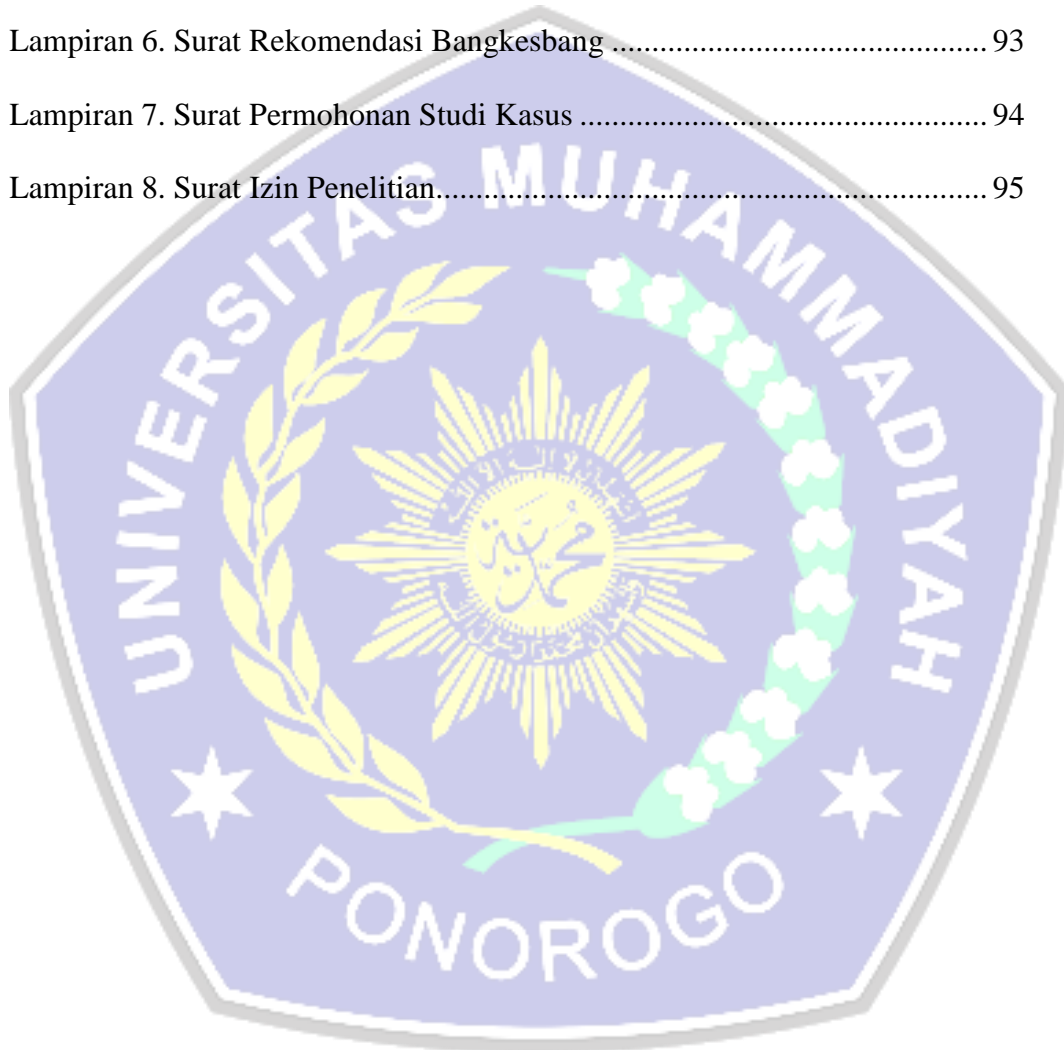 Lampiran 6. Surat Rekomendasi Bangkesbang ............................................... 93
Lampiran 7. Surat Permohonan Studi Kasus ................................................... 94
Lampiran 8. Surat Izin Penelitian..................................................................... 95
UNIVERSITAS MUHAMMADIYAH
PONOROGO